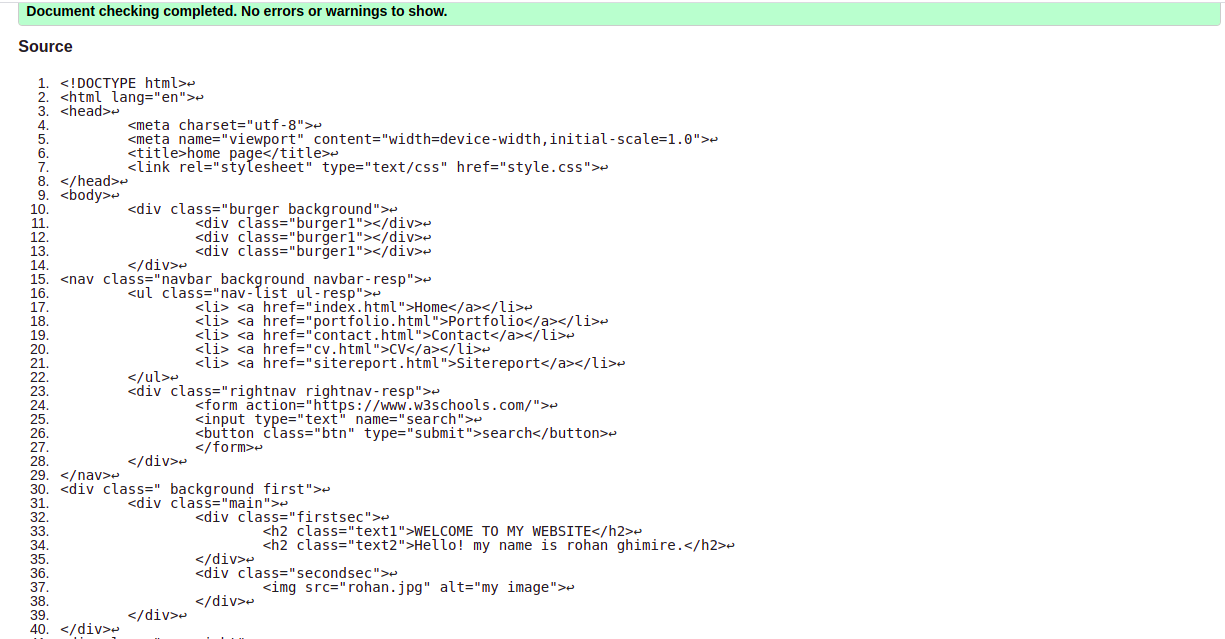 Document checking completed. No errors or warnings to show.
Source
1. <!DOCTYPE html>↩
2. <html lang="en">↩
3. <head>↩
4. <meta charset="utf-8">↩
5. <meta name="viewport" content="width=device-width,initial-scale=1.0">↩
6. <title>home page</title>↩
7. <link rel="stylesheet" type="text/css" href="style.css">↩
8. </head>↩
9. <body>↩
10. <div class="burger background">↩
11. <div class="burger1"></div>↩
12. <div class="burger1"></div>↩
13. <div class="burger1"></div>↩
14. </div>↩
15. <nav class="navbar background navbar-resp">↩
16. <ul class="nav-list ul-resp">↩
17. <li> <a href="index.html">Home</a></li>↩
18. <li> <a href="portfolio.html">Portfolio</a></li>↩
19. <li> <a href="contact.html">Contact</a></li>↩
20. <li> <a href="cv.html">CV</a></li>↩
21. <li> <a href="sitereport.html">Sitereport</a></li>↩
22. </ul>↩
23. <div class="rightnav rightnav-resp">↩
24. <form action="https://www.w3schools.com/">↩
25. <input type="text" name="search">↩
26. <button class="btn" type="submit">search</button>↩
27. </form>↩
28. </div>↩
29. </nav>↩
30. <div class=" background first">↩
31. <div class="main">↩
32. <div class="firstsec">↩
33. <h2 class="text1">WELCOME TO MY WEBSITE</h2>↩
34. <h2 class="text2">Hello! my name is rohan ghimire.</h2>↩
35. </div>↩
36. <div class="secondsec">↩
37. <img src="rohan.jpg" alt="my image">↩
38. </div>↩
39. </div>↩
40. </div>↩